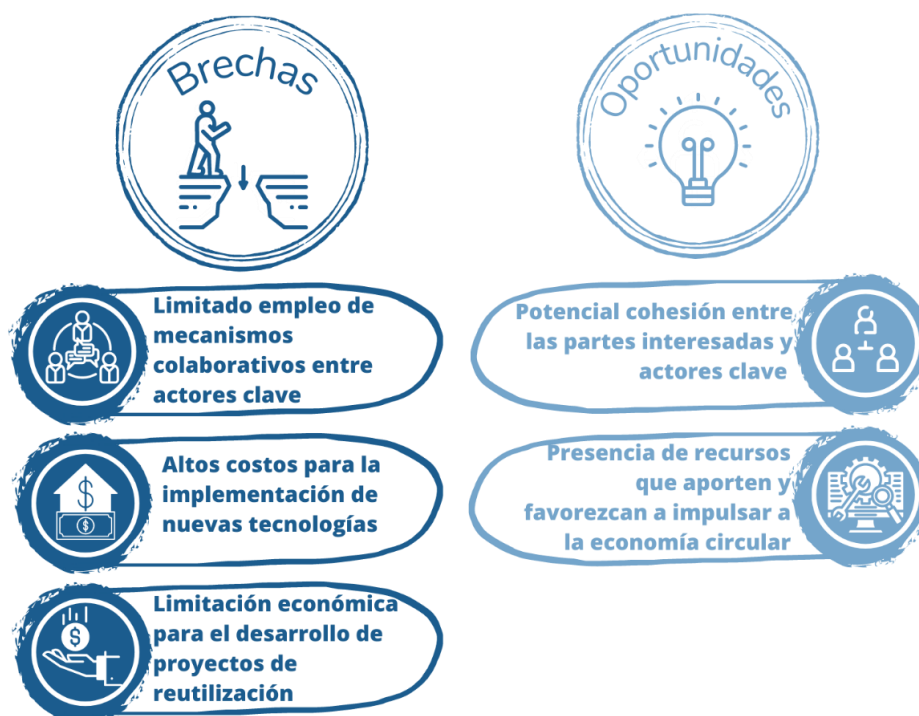 Brechas
Limitado empleo de
mecanismos
colaborativos entre
actores clave
Altos costos para la
implementación de
nuevas tecnologías
Limitación económica
para el desarrollo de
proyectos de
reutilización
Oportunidades
Potencial cohesión entre
las partes interesadas y
actores clave
Presencia de recursos
que aporten y
favorezcan a impulsar a
la economía circular